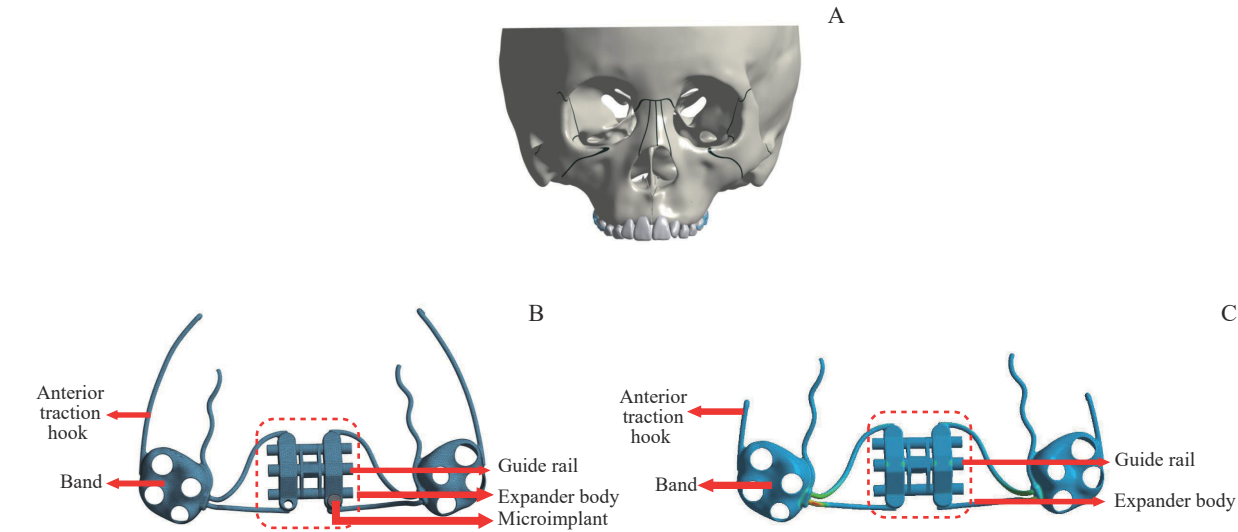 A
B
Anterior
traction
hook
Band
Guide rail
Expander body
Microimplant
C
Anterior
traction
hook
Band
Guide rail
Expander body